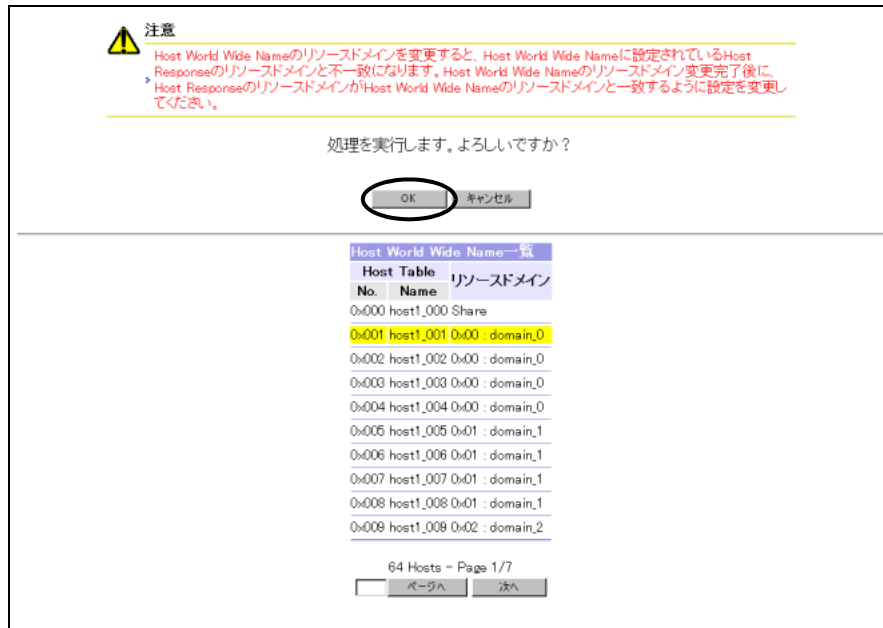 注意
Host World Wide Nameのリソースドメインを変更すると、Host World Wide Nameに設定されているHost
Responseのリソースドメインと不一致になります。Host World Wide Nameのリソースドメイン変更完了後に、
Host ResponseのリソースドメインがHost World Wide Nameのリソースドメインと一致するように設定を変更し
てください。
処理を実行します。よろしいですか？
OK キャンセル
Host World Wide Name一覧
Host Table リソースドメイン
No. Name
0x000 host1_000 Share
0x001 host1_001 0x00 : domain_0
0x002 host1_002 0x00 : domain_0
0x003 host1_003 0x00 : domain_0
0x004 host1_004 0x00 : domain_0
0x005 host1_005 0x01 : domain_1
0x006 host1_006 0x01 : domain_1
0x007 host1_007 0x01 : domain_1
0x008 host1_008 0x01 : domain_1
0x009 host1_009 0x02 : domain_2
64 Hosts - Page 1/7
ページへ 次へ